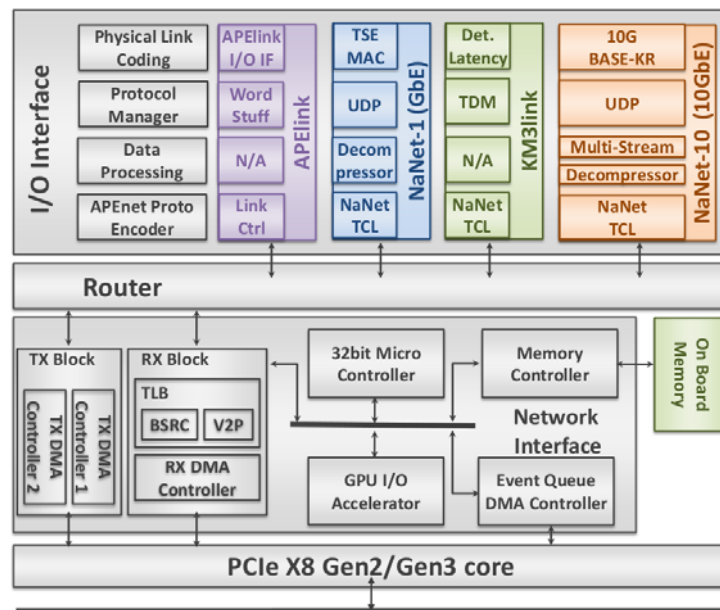 I/O Interface
Physical Link
Coding
Protocol
Manager
Data
Processing
APEnet Proto
Encoder
APElink
I/O IF
Word
Stuff
N/A
Link
Ctrl
APElink
TSE
MAC
UDP
Decom
pressor
NaNet
TCL
NaNet-1 (GbE)
Det.
Latency
TDM
N/A
NaNet
TCL
KM3link
10G
BASE-KR
UDP
Multi-Stream
Decompressor
NaNet
TCL
NaNet-10 (10GbE)
Router
TX Block
TX DMA
Controller 2
TX DMA
Controller 1
RX Block
TLB
BSRC
V2P
RX DMA
Controller
32bit Micro
Controller
Memory
Controller
On Board
Memory
Network
Interface
GPU I/O
Accelerator
Event Queue
DMA Controller
PCIe X8 Gen2/Gen3 core